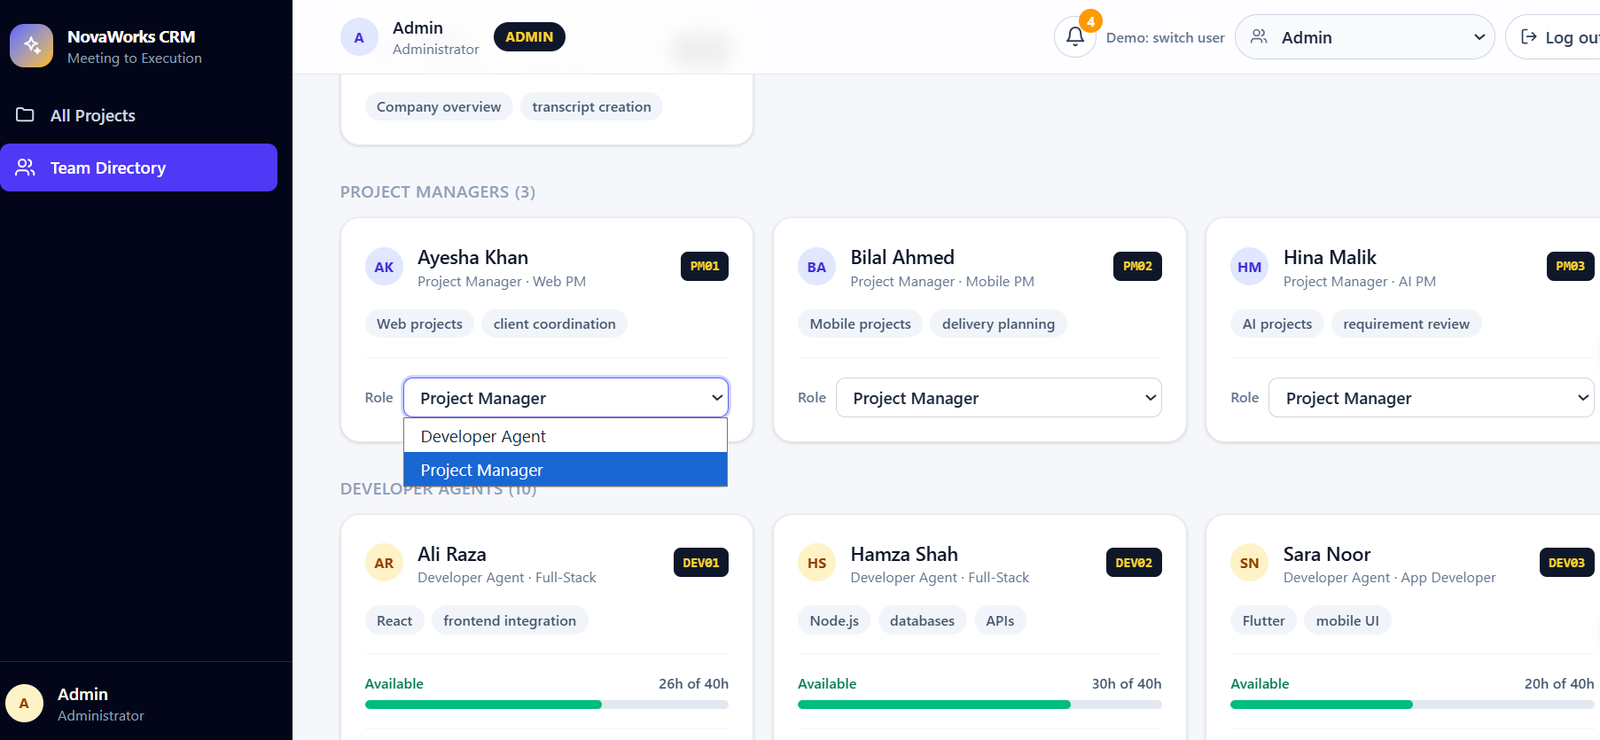 NovaWorks CRM
Meeting to Execution
All Projects
Team Directory
A
Admin
Administrator
A
Admin
Administrator
ADMIN
4
Demo: switch user
Admin
Log out
Company overview
transcript creation
PROJECT MANAGERS (3)
AK
Ayesha Khan
Project Manager · Web PM
PM01
Web projects
client coordination
Role
Project Manager
Developer Agent
Project Manager
BA
Bilal Ahmed
Project Manager · Mobile PM
PM02
Mobile projects
delivery planning
Role
Project Manager
HM
Hina Malik
Project Manager · AI PM
PM03
AI projects
requirement review
Role
Project Manager
DEVELOPER AGENTS (10)
AR
Ali Raza
Developer Agent · Full-Stack
DEV01
React
frontend integration
Available
26h of 40h
HS
Hamza Shah
Developer Agent · Full-Stack
DEV02
Node.js
databases
APIs
Available
30h of 40h
SN
Sara Noor
Developer Agent · App Developer
DEV03
Flutter
mobile UI
Available
20h of 40h